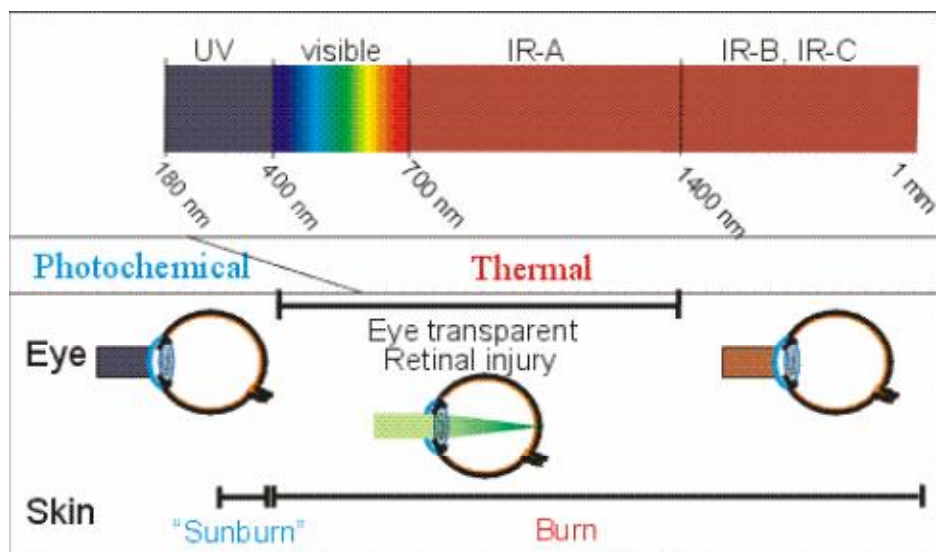 UV visible IR-A IR-B, IR-C
180 nm 400 nm 700 nm 1400 nm 1 mm
Photochemical Thermal
Eye transparent
Retinal injury
Eye
Skin
"Sunburn" Burn